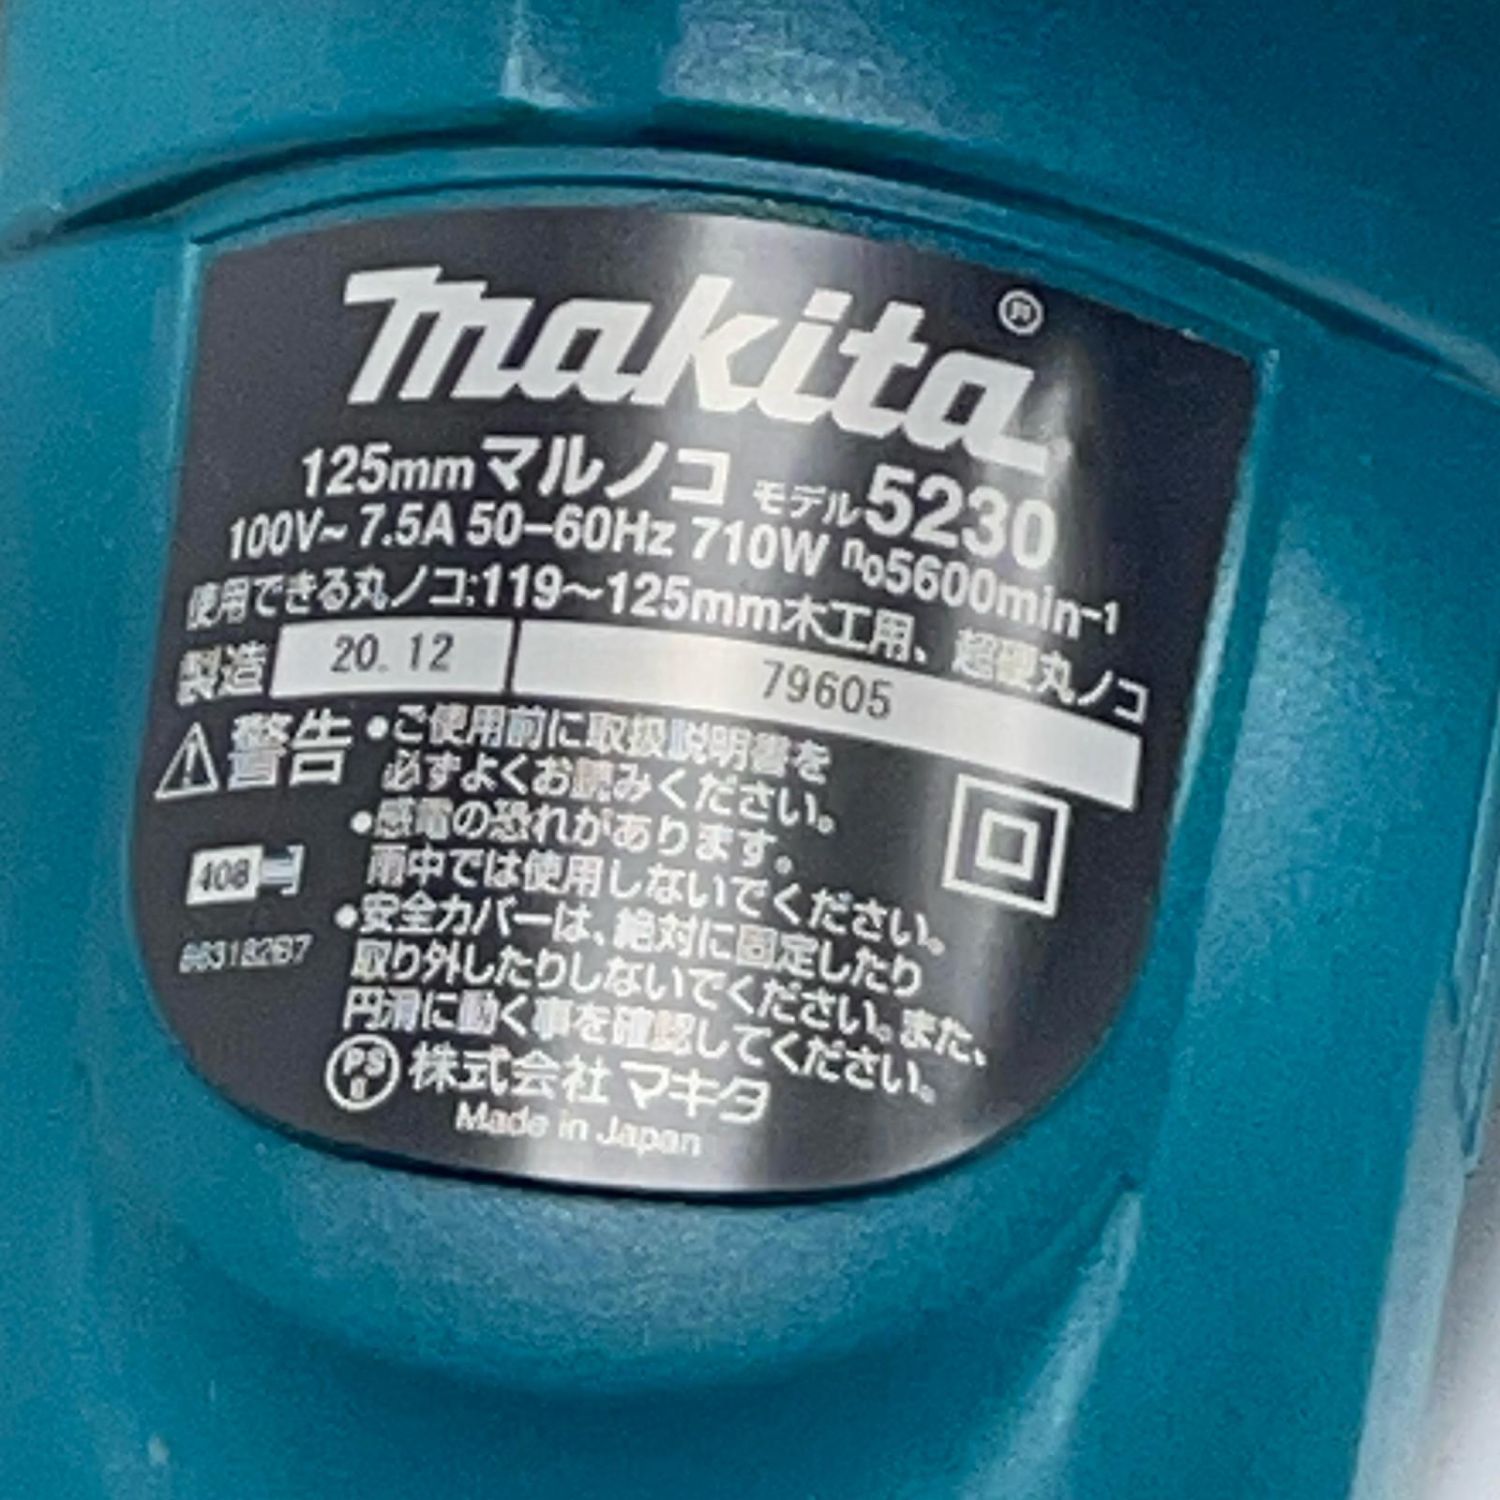 makita®
125mmマルノコ モデル5230
100V~ 7.5A 50-60Hz 710W n₀5600min⁻¹
使用できる丸ノコ;119～125mm木工用、超硬丸ノコ
製造 20.12 79605
⚠警告 ●ご使用前に取扱説明書を
必ずよくお読みください。
●感電の恐れがあります。
雨中では使用しないでください。
●安全カバーは、絶対に固定したり
取り外したりしないでください。また、
円滑に動く事を確認してください。
40B
863182B7
PS
E 株式会社マキタ
Made in Japan